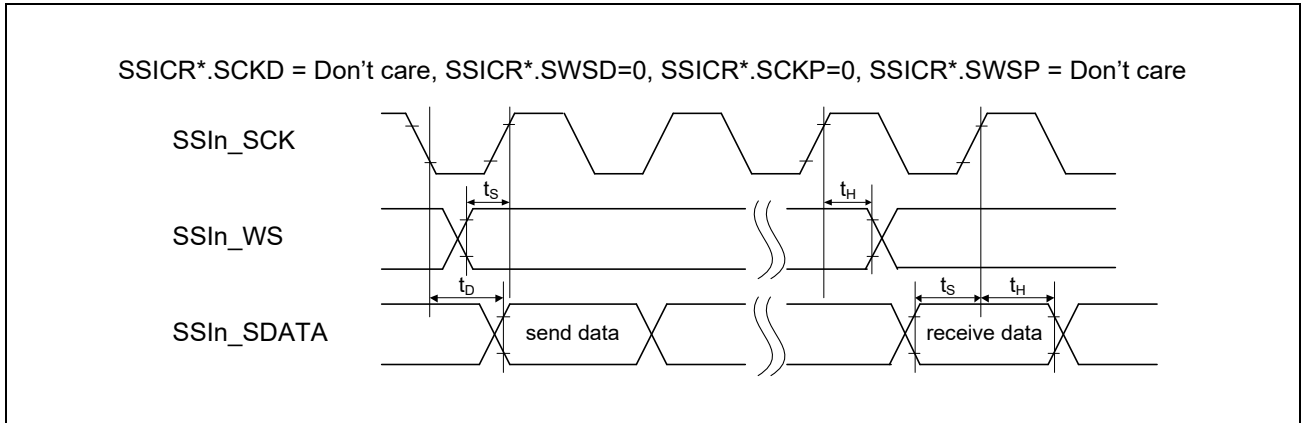 SSICR*.SCKD = Don't care, SSICR*.SWSD=0, SSICR*.SCKP=0, SSICR*.SWSP = Don't care
SSIn_SCK
tS
tH
SSIn_WS
tD
tS
tH
SSIn_SDATA
send data
receive data